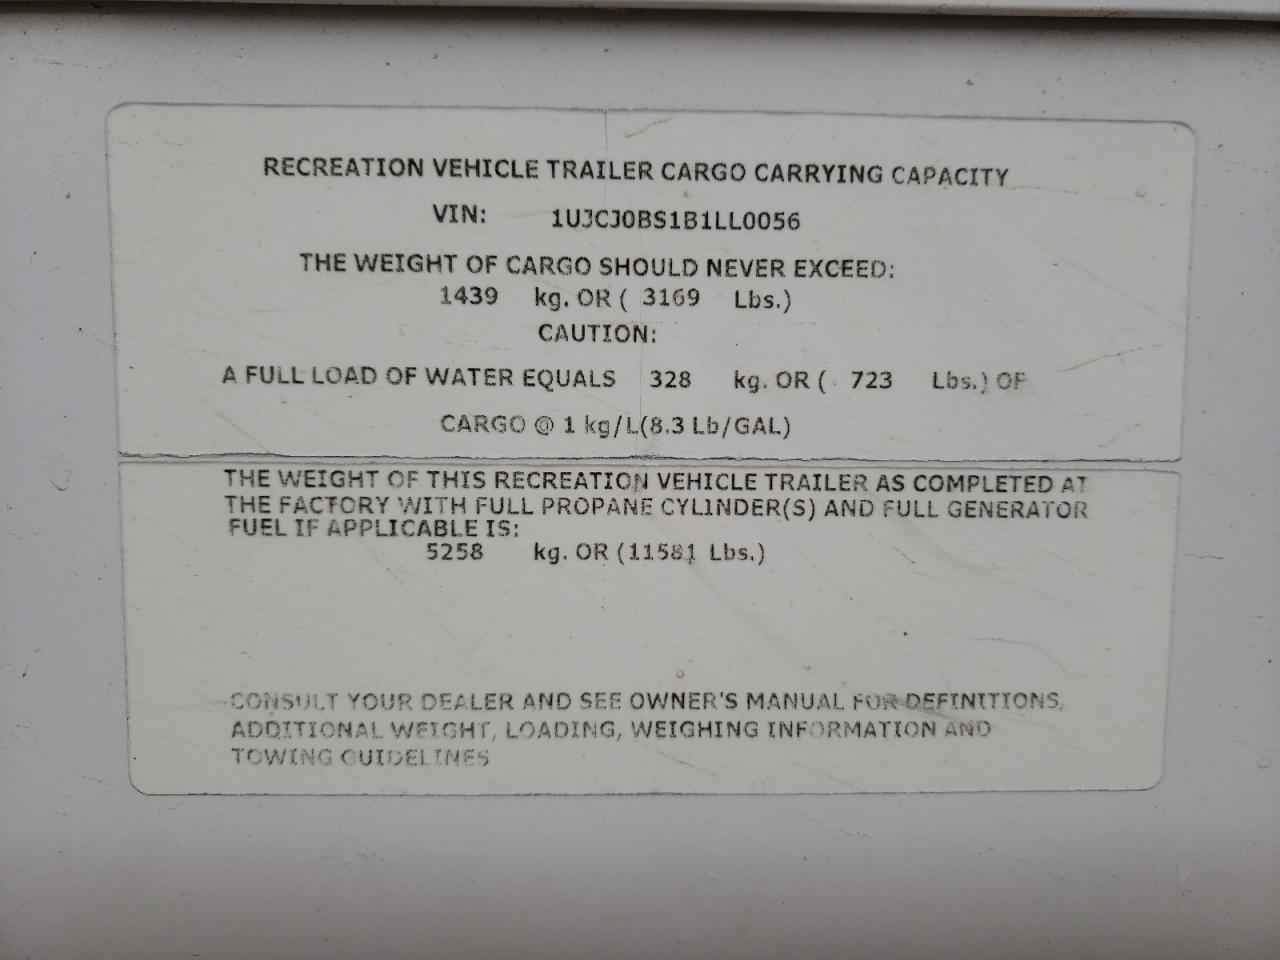 RECREATION VEHICLE TRAILER CARGO CARRYING CAPACITY
VIN: 1UJCJ0BS1B1LL0056
THE WEIGHT OF CARGO SHOULD NEVER EXCEED:
1439 kg. OR ( 3169 Lbs.)
CAUTION:
A FULL LOAD OF WATER EQUALS 328 kg. OR ( 723 Lbs.) OF
CARGO @ 1 kg/L(8.3 Lb/GAL)
THE WEIGHT OF THIS RECREATION VEHICLE TRAILER AS COMPLETED AT
THE FACTORY WITH FULL PROPANE CYLINDER(S) AND FULL GENERATOR
FUEL IF APPLICABLE IS:
5258 kg. OR (11581 Lbs.)
CONSULT YOUR DEALER AND SEE OWNER'S MANUAL FOR DEFINITIONS,
ADDITIONAL WEIGHT, LOADING, WEIGHING INFORMATION AND
TOWING GUIDELINES